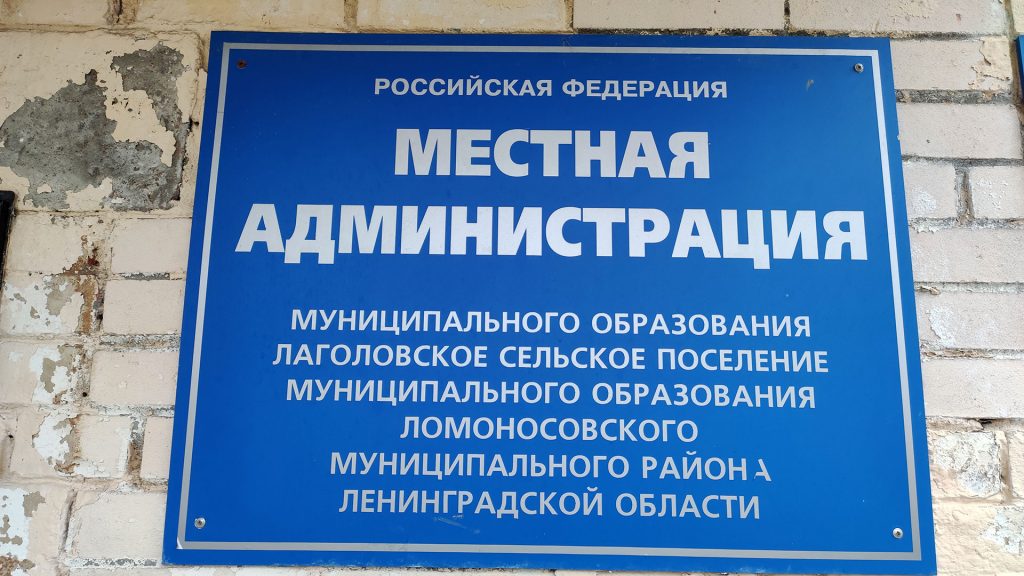 РОССИЙСКАЯ ФЕДЕРАЦИЯ
МЕСТНАЯ
АДМИНИСТРАЦИЯ
МУНИЦИПАЛЬНОГО ОБРАЗОВАНИЯ
ЛАГОЛОВСКОЕ СЕЛЬСКОЕ ПОСЕЛЕНИЕ
МУНИЦИПАЛЬНОГО ОБРАЗОВАНИЯ
ЛОМОНОСОВСКОГО
МУНИЦИПАЛЬНОГО РАЙОНА
ЛЕНИНГРАДСКОЙ ОБЛАСТИ